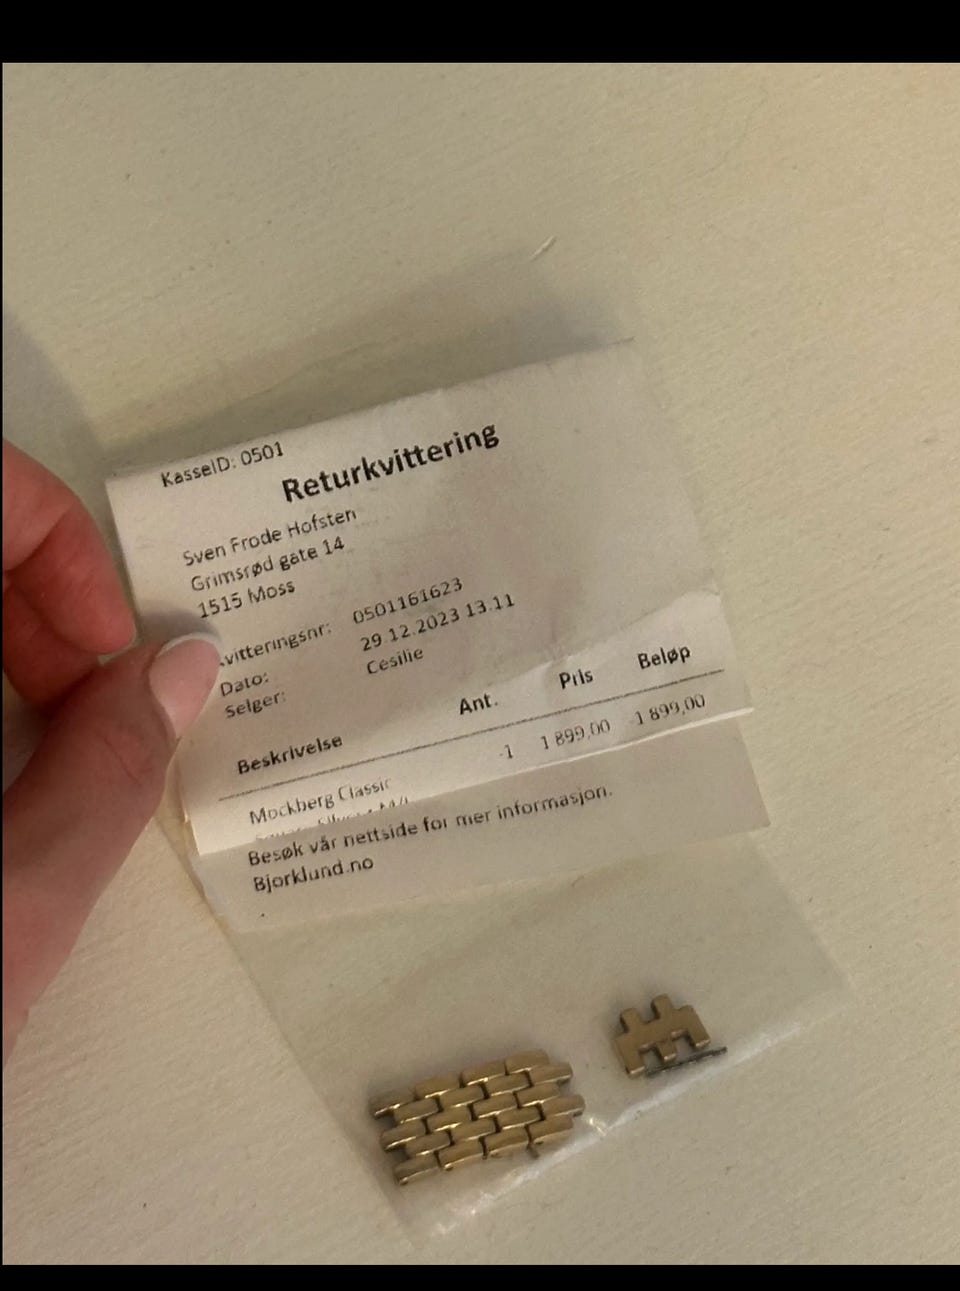 KasseID: 0501
Returkvittering
Sven Frode Hofsten
Grimsrød gate 14
1515 Moss
vitteringsnr: 0501161623
Dato: 29.12.2023 13.11
Selger: Cesilie
Beskrivelse Ant. Pris Beløp
Mockberg Classic -1 1 899,00 -1 899,00
Besøk vår nettside for mer informasjon.
Bjorklund.no